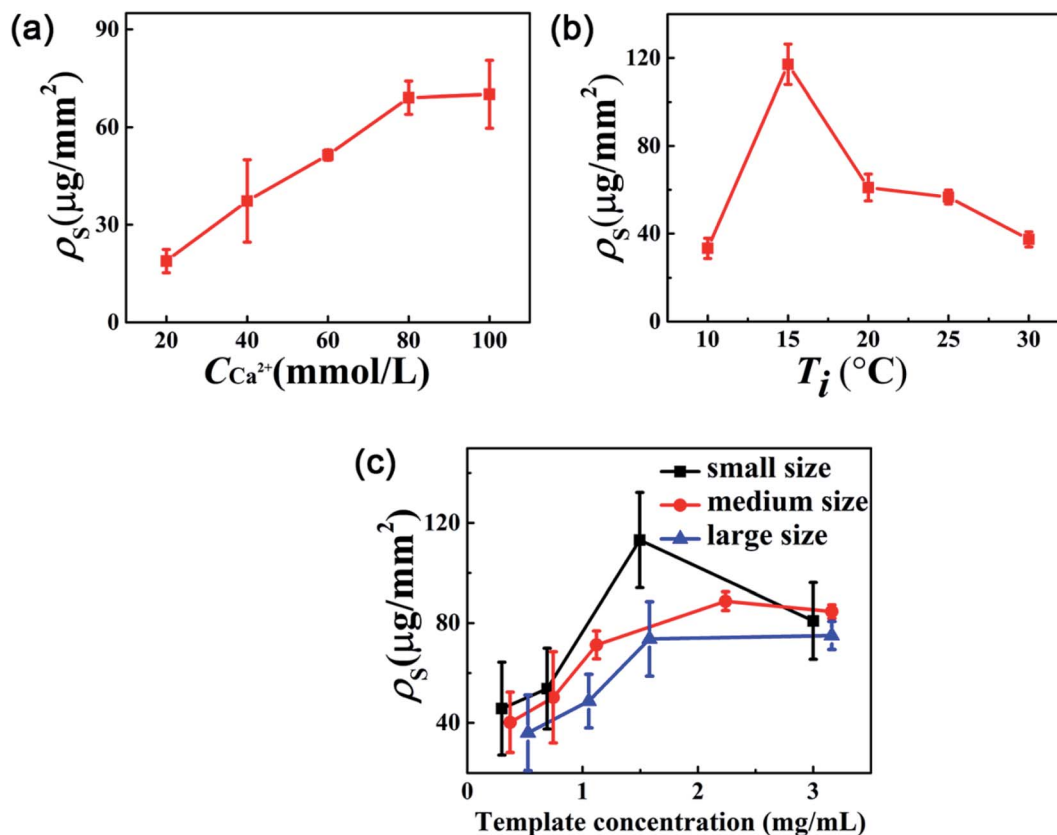 (a)
90
60
30
0
ρS(μg/mm²)
20 40 60 80 100
CCa²⁺(mmol/L)
(b)
120
80
40
0
ρS(μg/mm²)
10 15 20 25 30
Ti (°C)
(c)
small size
medium size
large size
120
80
40
ρS(μg/mm²)
0 1 2 3
Template concentration (mg/mL)